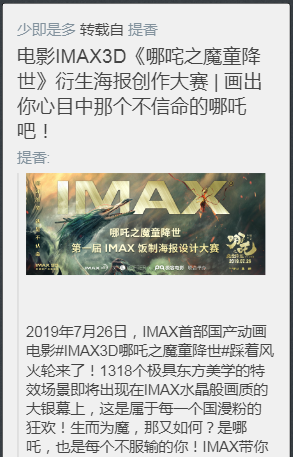 少即是多 转载自 提香
电影IMAX3D《哪吒之魔童降
世》衍生海报创作大赛 | 画出
你心目中那个不信命的哪吒
吧！
提香:
IMAX
哪吒之魔童降世
第一届 IMAX 饭制海报设计大赛
哪吒
2019.07.26
IMAX
2019年7月26日，IMAX首部国产动画
电影#IMAX3D哪吒之魔童降世#踩着风
火轮来了！1318个极具东方美学的特
效场景即将出现在IMAX水晶般画质的
大银幕上，这是属于每一个国漫粉的
狂欢！生而为魔，那又如何？是哪
吒，也是每个不服输的你！IMAX带你